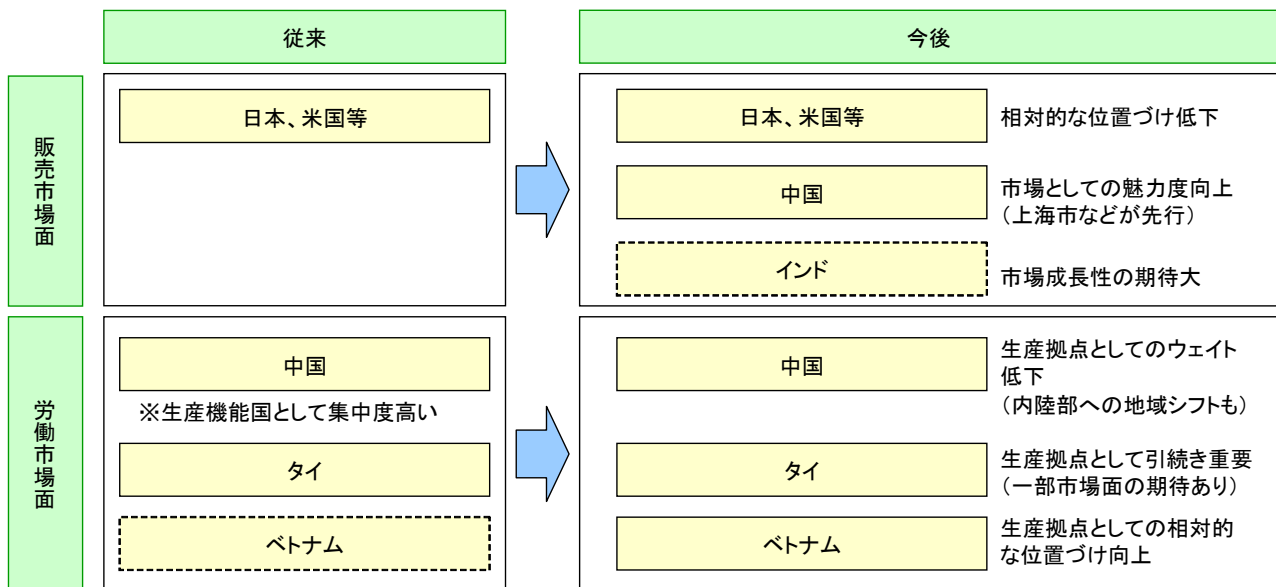 従来
今後
販売市場面
日本、米国等
日本、米国等
相対的な位置づけ低下
中国
市場としての魅力度向上
（上海市などが先行）
インド
市場成長性の期待大
労働市場面
中国
※生産機能国として集中度高い
タイ
ベトナム
中国
生産拠点としてのウェイト
低下
（内陸部への地域シフトも）
タイ
生産拠点として引続き重要
（一部市場面の期待あり）
ベトナム
生産拠点としての相対的
な位置づけ向上